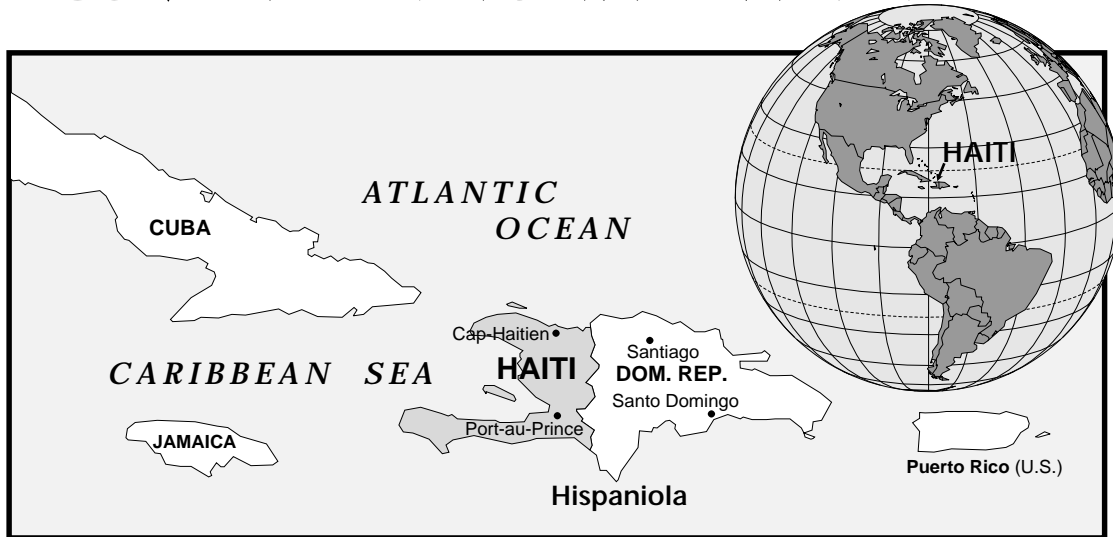 HAITI
ATLANTIC
OCEAN
CUBA
Cap-Haitien
HAITI
Santiago
DOM. REP.
Santo Domingo
CARIBBEAN SEA
JAMAICA
Port-au-Prince
Puerto Rico (U.S.)
Hispaniola